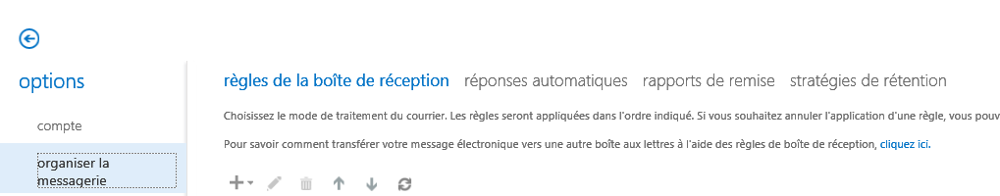 options
règles de la boîte de réception réponses automatiques rapports de remise stratégies de rétention
compte
Choisissez le mode de traitement du courrier. Les règles seront appliquées dans l'ordre indiqué. Si vous souhaitez annuler l'application d'une règle, vous pouv
organiser la
messagerie
Pour savoir comment transférer votre message électronique vers une autre boîte aux lettres à l'aide des règles de boîte de réception, cliquez ici.